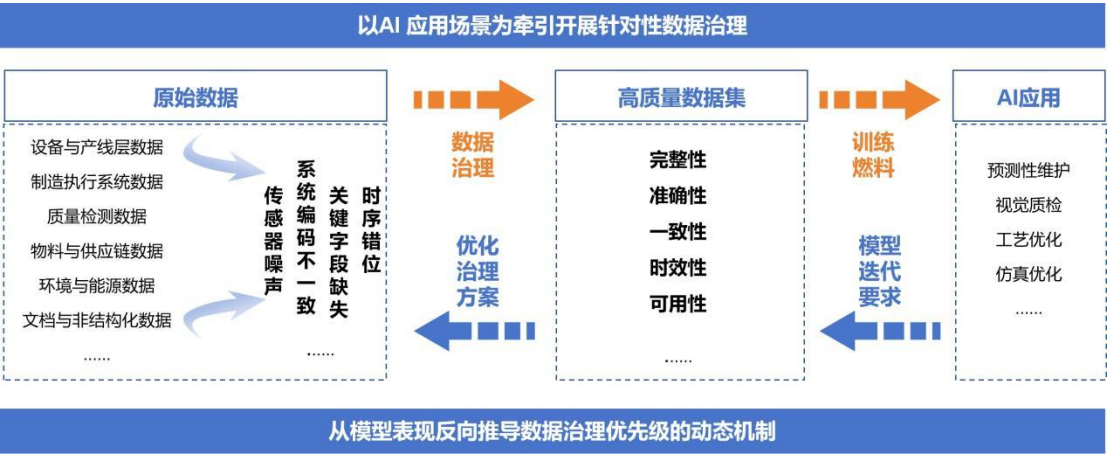 以AI 应用场景为牵引开展针对性数据治理
原始数据
设备与产线层数据
制造执行系统数据
质量检测数据
物料与供应链数据
环境与能源数据
文档与非结构化数据
......
传感器噪声
系统编码不一致
关键字段缺失
时序错位
......
数据
治理
优化
治理
方案
高质量数据集
完整性
准确性
一致性
时效性
可用性
......
训练
燃料
模型
迭代
要求
AI应用
预测性维护
视觉质检
工艺优化
仿真优化
......
从模型表现反向推导数据治理优先级的动态机制